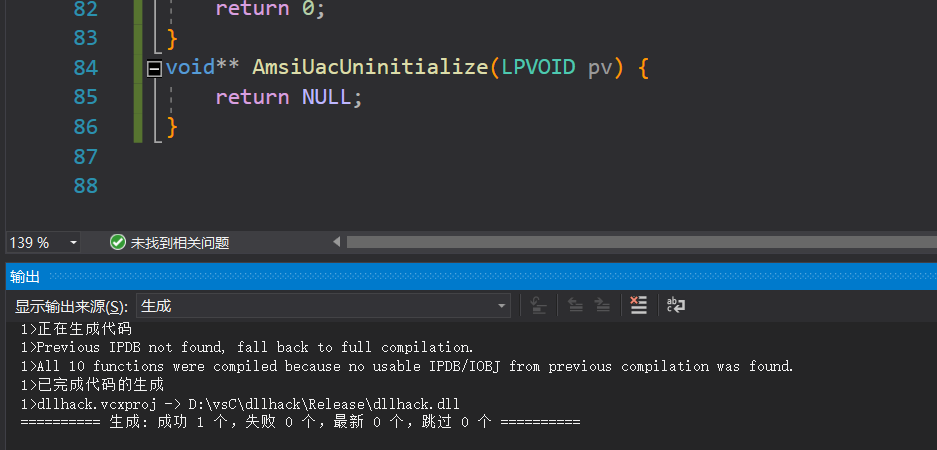 82 return 0;
83 }
84 void** AmsiUacUninitialize(LPVOID pv) {
85 return NULL;
86 }
87
88
139 % 未找到相关问题
输出
显示输出来源(S): 生成
1>正在生成代码
1>Previous IPDB not found, fall back to full compilation.
1>All 10 functions were compiled because no usable IPDB/IOBJ from previous compilation was found.
1>已完成代码的生成
1>dllhack.vcxproj -> D:\vsC\dllhack\Release\dllhack.dll
========== 生成: 成功 1 个，失败 0 个，最新 0 个，跳过 0 个 ==========